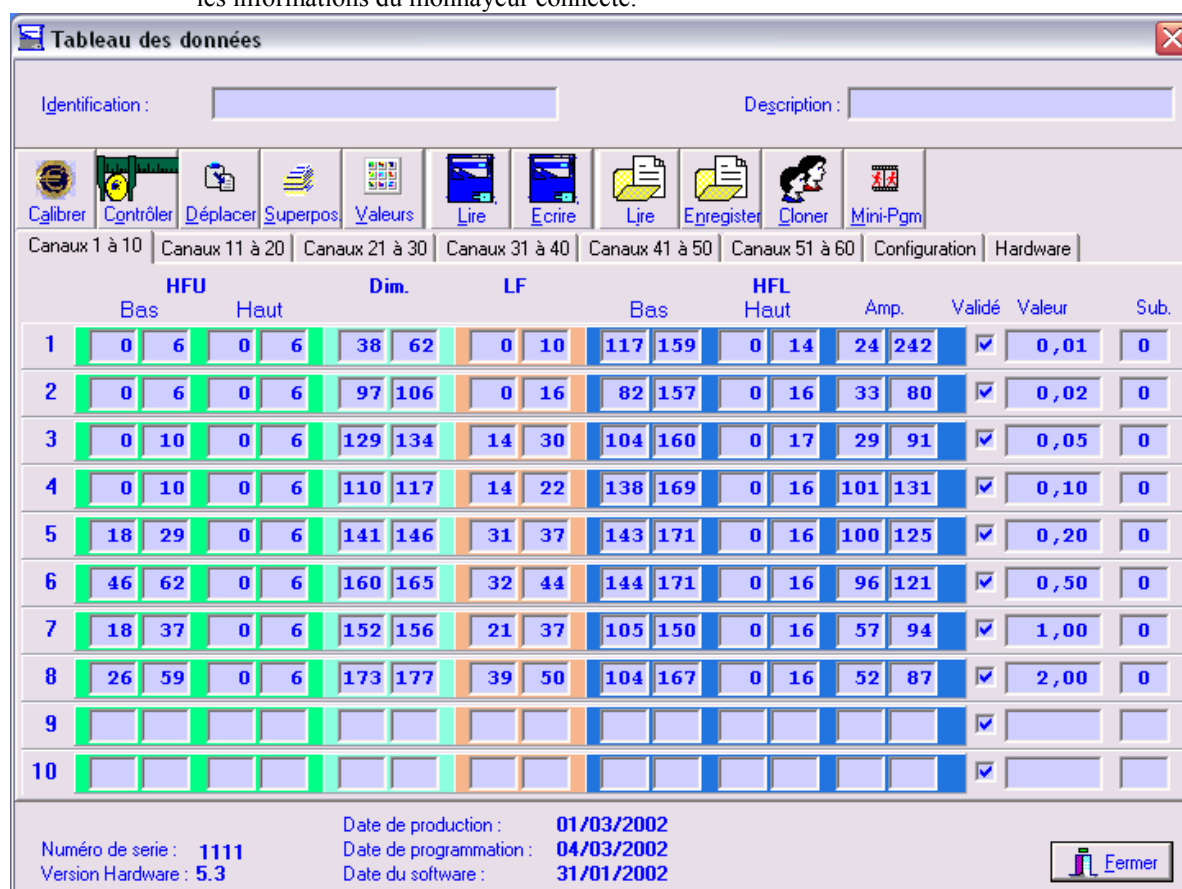 les informations du monnayeur connecté.
Tableau des données
Identification : Description :
Calibrer Contrôler Déplacer Superpos. Valeurs Lire Ecrire Lire Enregister Cloner Mini-Pgm
Canaux 1 à 10 Canaux 11 à 20 Canaux 21 à 30 Canaux 31 à 40 Canaux 41 à 50 Canaux 51 à 60 Configuration Hardware
HFU Dim. LF HFL
Bas Haut Bas Haut Amp. Validé Valeur Sub.
1 0 6 0 6 38 62 0 10 117 159 0 14 24 242 0,01 0
2 0 6 0 6 97 106 0 16 82 157 0 16 33 80 0,02 0
3 0 10 0 6 129 134 14 30 104 160 0 17 29 91 0,05 0
4 0 10 0 6 110 117 14 22 138 169 0 16 101 131 0,10 0
5 18 29 0 6 141 146 31 37 143 171 0 16 100 125 0,20 0
6 46 62 0 6 160 165 32 44 144 171 0 16 96 121 0,50 0
7 18 37 0 6 152 156 21 37 105 150 0 16 57 94 1,00 0
8 26 59 0 6 173 177 39 50 104 167 0 16 52 87 2,00 0
9
10
Date de production : 01/03/2002
Numéro de serie : 1111 Date de programmation : 04/03/2002
Version Hardware : 5.3 Date du software : 31/01/2002
Fermer